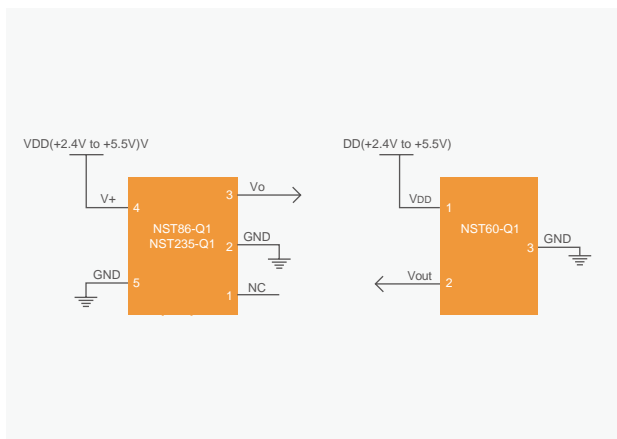 VDD(+2.4V to +5.5V)V
V+
4
3
Vo
NST86-Q1
NST235-Q1
2
GND
GND
5
1
NC
DD(+2.4V to +5.5V)
VDD
1
NST60-Q1
3
GND
Vout
2